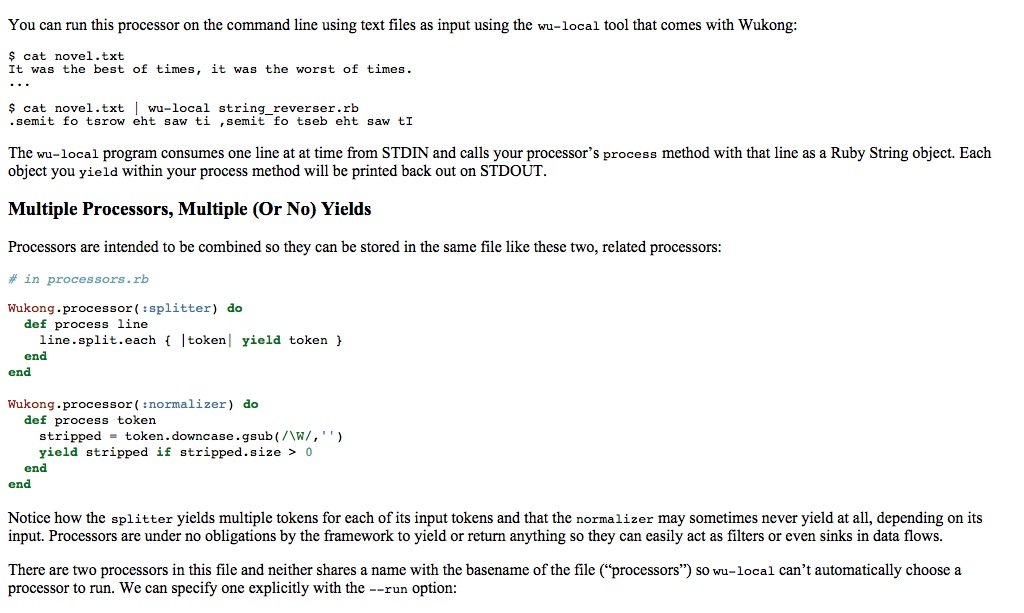 You can run this processor on the command line using text files as input using the wu-local tool that comes with Wukong:
$ cat novel.txt
It was the best of times, it was the worst of times.
...
$ cat novel.txt | wu-local string_reverser.rb
.semit fo tsrow eht saw ti ,semit fo tseb eht saw tI
The wu-local program consumes one line at at time from STDIN and calls your processor’s process method with that line as a Ruby String object. Each
object you yield within your process method will be printed back out on STDOUT.
Multiple Processors, Multiple (Or No) Yields
Processors are intended to be combined so they can be stored in the same file like these two, related processors:
# in processors.rb
Wukong.processor(:splitter) do
  def process line
    line.split.each { |token| yield token }
  end
end
Wukong.processor(:normalizer) do
  def process token
    stripped = token.downcase.gsub(/\W/,'')
    yield stripped if stripped.size > 0
  end
end
Notice how the splitter yields multiple tokens for each of its input tokens and that the normalizer may sometimes never yield at all, depending on its
input. Processors are under no obligations by the framework to yield or return anything so they can easily act as filters or even sinks in data flows.
There are two processors in this file and neither shares a name with the basename of the file (“processors”) so wu-local can’t automatically choose a
processor to run. We can specify one explicitly with the --run option: